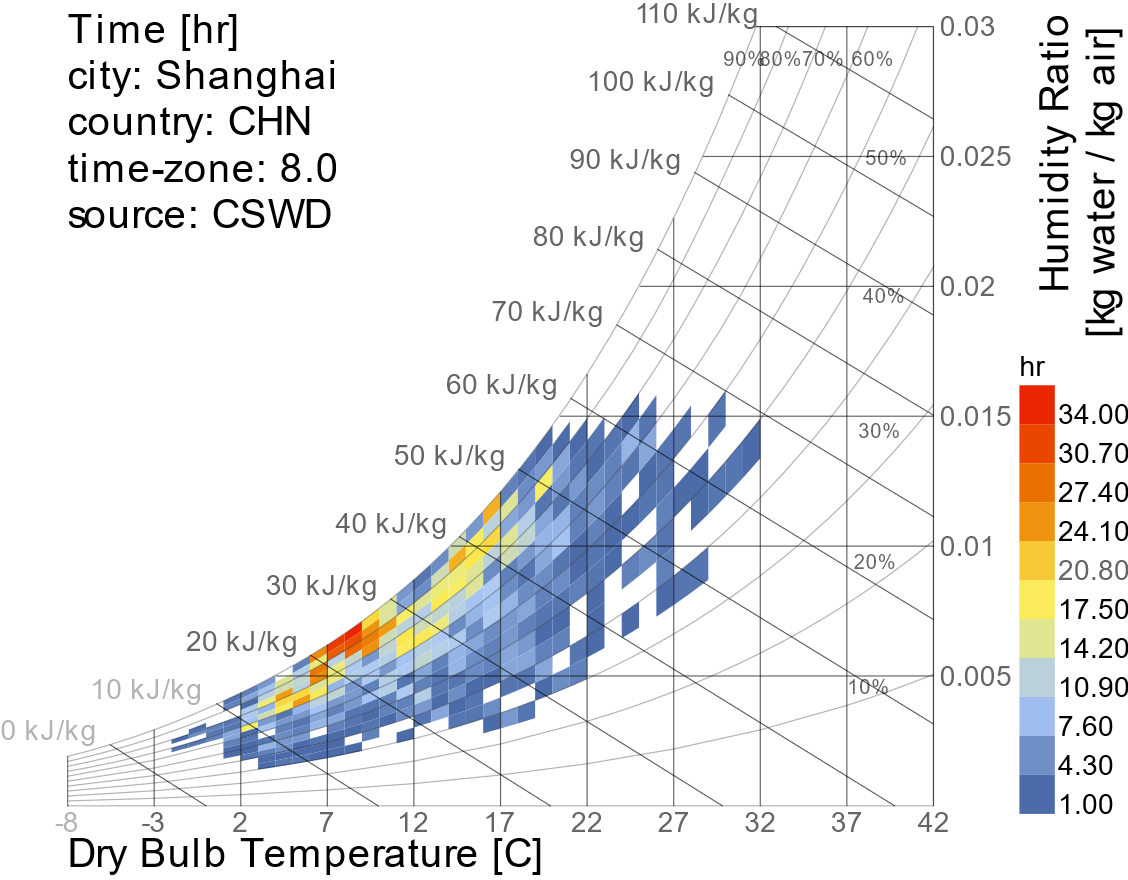 Time [hr]
city: Shanghai
country: CHN
time-zone: 8.0
source: CSWD
110 kJ/kg
100 kJ/kg
90 kJ/kg
80 kJ/kg
70 kJ/kg
60 kJ/kg
50 kJ/kg
40 kJ/kg
30 kJ/kg
20 kJ/kg
10 kJ/kg
0 kJ/kg
90% 80% 70% 60%
50%
40%
30%
20%
10%
0.03
0.025
0.02
0.015
0.01
0.005
Humidity Ratio
[kg water / kg air]
hr
34.00
30.70
27.40
24.10
20.80
17.50
14.20
10.90
7.60
4.30
1.00
-8 -3 2 7 12 17 22 27 32 37 42
Dry Bulb Temperature [C]